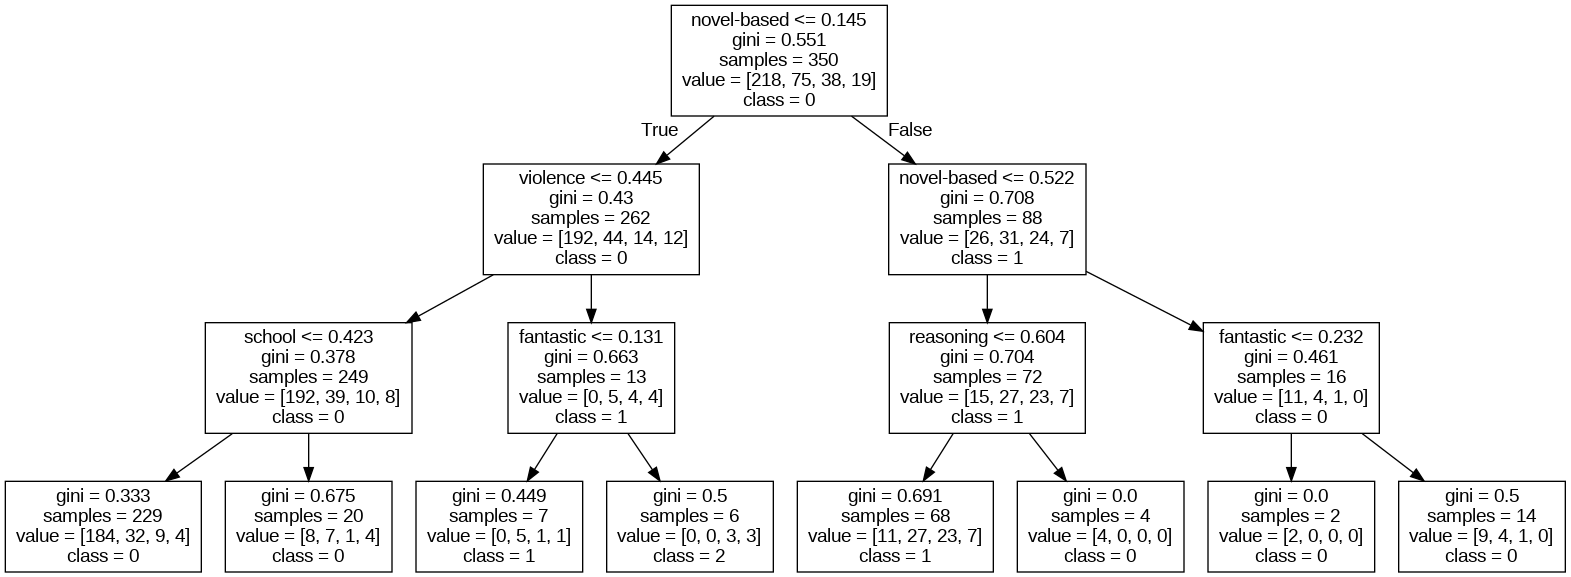 novel-based <= 0.145
gini = 0.551
samples = 350
value = [218, 75, 38, 19]
class = 0
True
False
violence <= 0.445
gini = 0.43
samples = 262
value = [192, 44, 14, 12]
class = 0
novel-based <= 0.522
gini = 0.708
samples = 88
value = [26, 31, 24, 7]
class = 1
school <= 0.423
gini = 0.378
samples = 249
value = [192, 39, 10, 8]
class = 0
fantastic <= 0.131
gini = 0.663
samples = 13
value = [0, 5, 4, 4]
class = 1
reasoning <= 0.604
gini = 0.704
samples = 72
value = [15, 27, 23, 7]
class = 1
fantastic <= 0.232
gini = 0.461
samples = 16
value = [11, 4, 1, 0]
class = 0
gini = 0.333
samples = 229
value = [184, 32, 9, 4]
class = 0
gini = 0.675
samples = 20
value = [8, 7, 1, 4]
class = 0
gini = 0.449
samples = 7
value = [0, 5, 1, 1]
class = 1
gini = 0.5
samples = 6
value = [0, 0, 3, 3]
class = 2
gini = 0.691
samples = 68
value = [11, 27, 23, 7]
class = 1
gini = 0.0
samples = 4
value = [4, 0, 0, 0]
class = 0
gini = 0.0
samples = 2
value = [2, 0, 0, 0]
class = 0
gini = 0.5
samples = 14
value = [9, 4, 1, 0]
class = 0